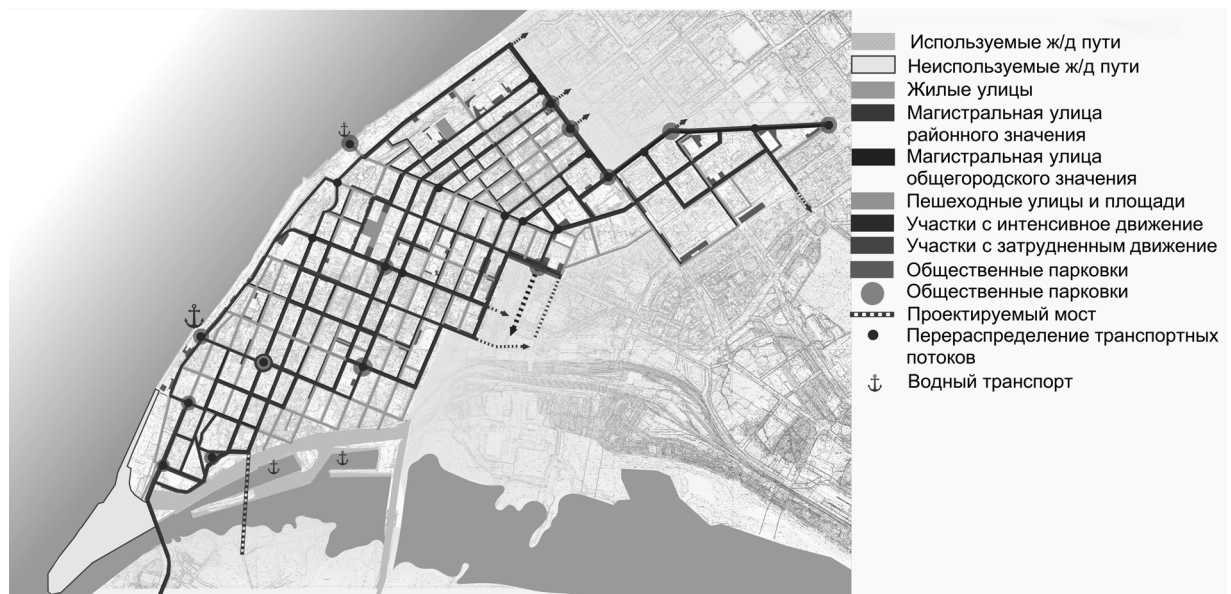 Используемые ж/д пути
Неиспользуемые ж/д пути
Жилые улицы
Магистральная улица
районного значения
Магистральная улица
общегородского значения
Пешеходные улицы и площади
Участки с интенсивное движение
Участки с затрудненным движение
Общественные парковки
Общественные парковки
Проектируемый мост
Перераспределение транспортных
потоков
Водный транспорт